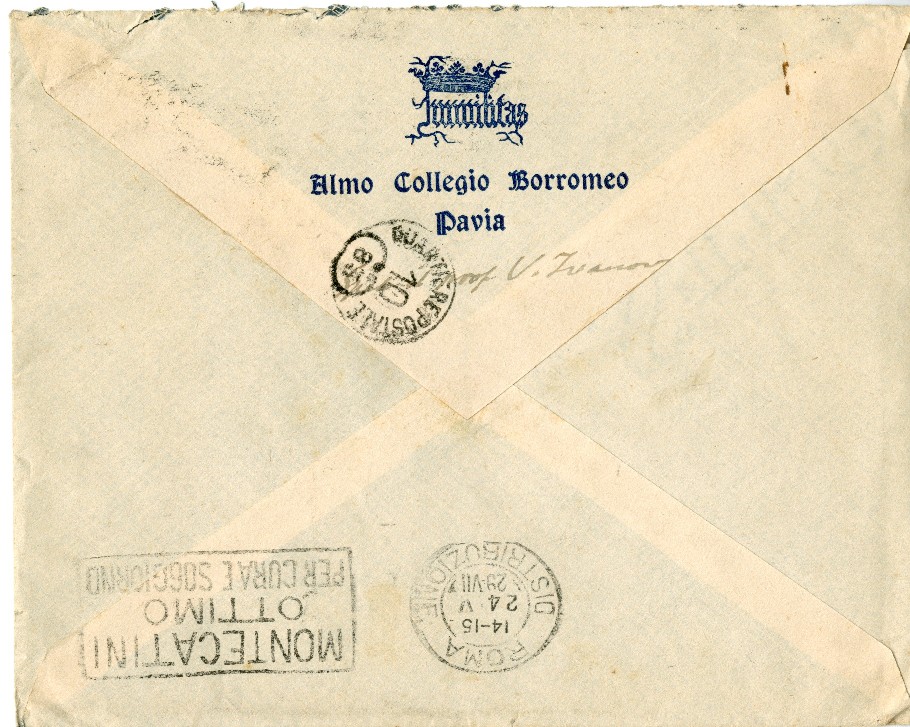 Humilitas
Almo Collegio Borromeo
Pavia
Prof V. Ivanow
QUARTIERE POSTALE
MONTECATINI
OTTIMO
PER CURA E SOGGIORNO
ROMA
14-15
24 V
29·VII
DISTRIBUZIONE